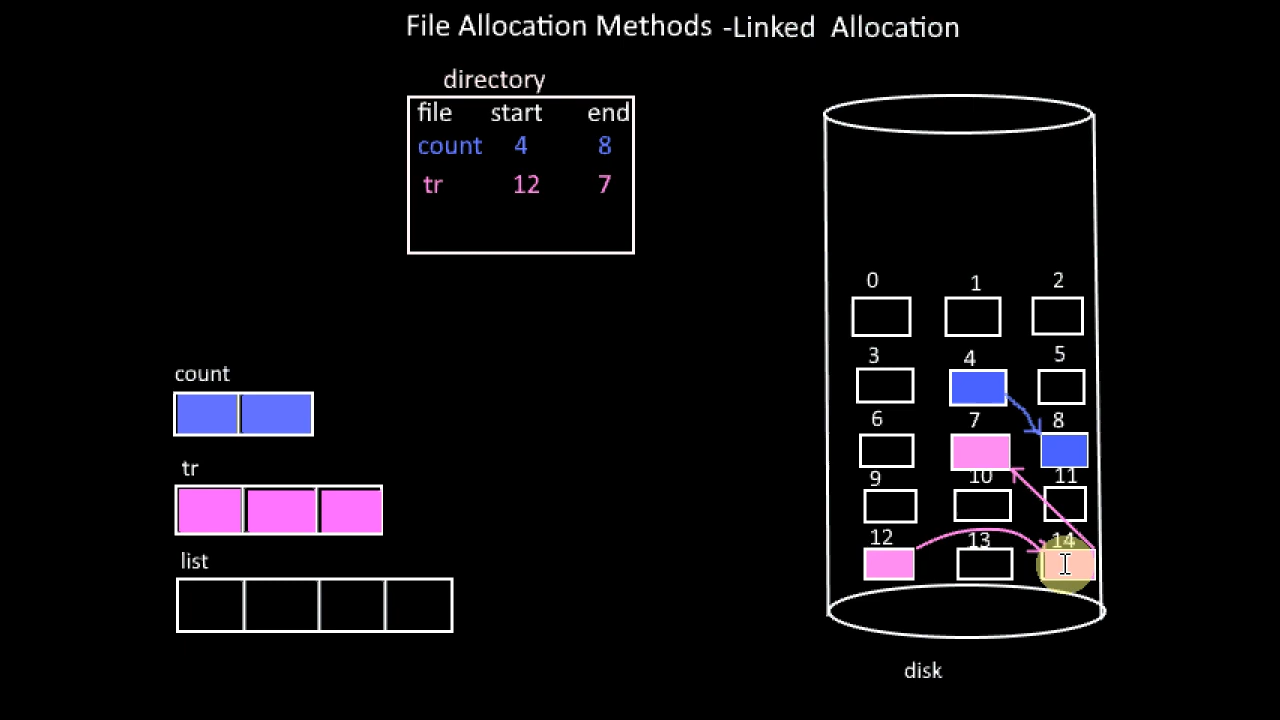 File Allocation Methods -Linked Allocation
directory
file start end
count 4 8
tr 12 7
0 1 2
3 4 5
count
6 7 8
tr
9 10 11
12 13 14
list
disk